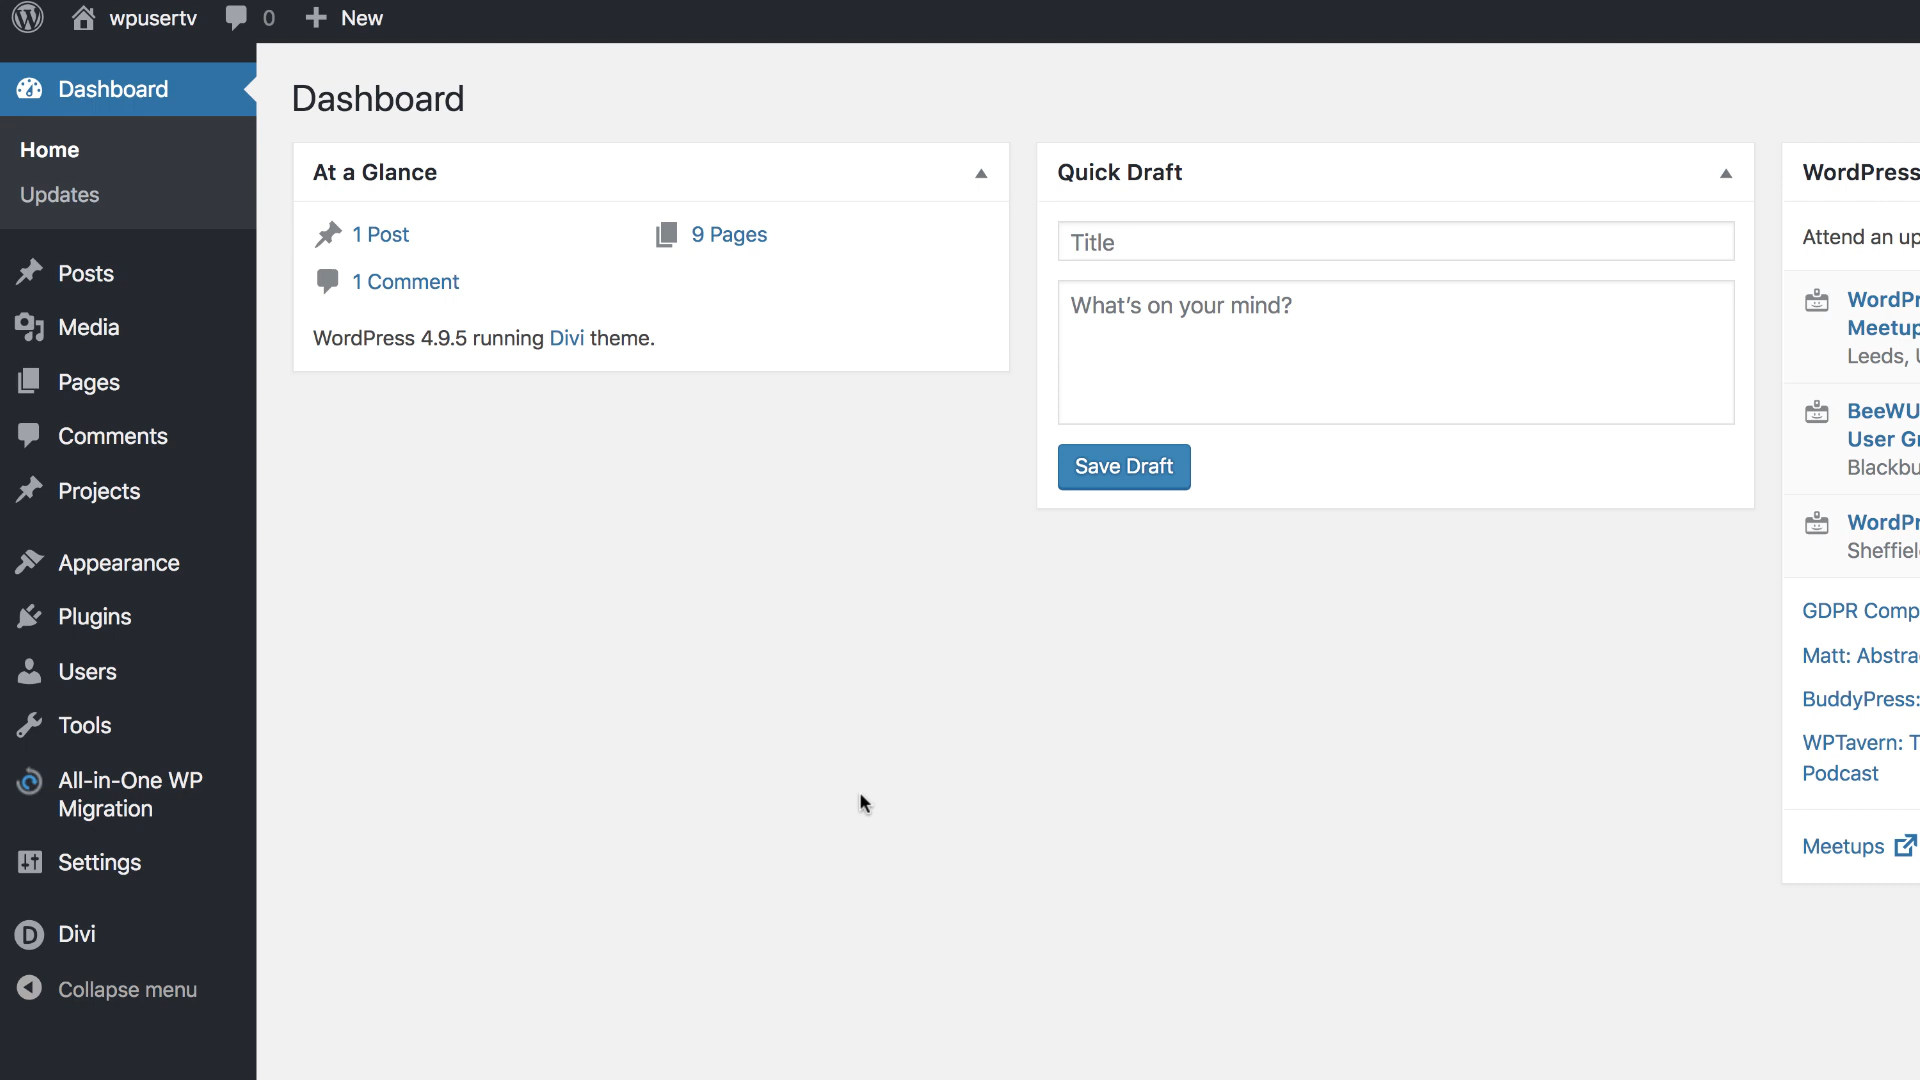 wpusertv
0
New
Dashboard
Home
Updates
Posts
Media
Pages
Comments
Projects
Appearance
Plugins
Users
Tools
All-in-One WP
Migration
Settings
Divi
Collapse menu
Dashboard
At a Glance
1 Post
9 Pages
1 Comment
WordPress 4.9.5 running Divi theme.
Quick Draft
Title
What's on your mind?
Save Draft
WordPress
Attend an up
WordPr
Meetup
Leeds, U
BeeWU
User Gr
Blackbu
WordPr
Sheffiel
GDPR Comp
Matt: Abstra
BuddyPress:
WPTavern: T
Podcast
Meetups